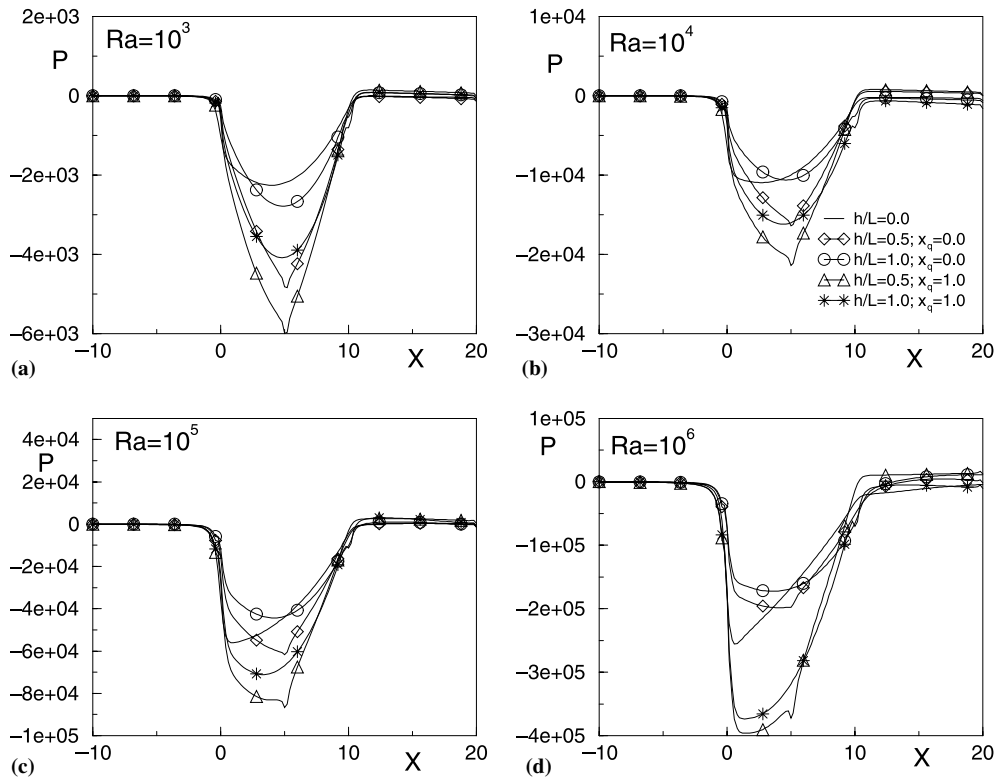 2e+03
0
−2e+03
−4e+03
−6e+03
P
Ra=10³
−10
0
10
20
X
(a)
1e+04
0
−1e+04
−2e+04
−3e+04
P
Ra=10⁴
h/L=0.0
h/L=0.5; x_q=0.0
h/L=1.0; x_q=0.0
h/L=0.5; x_q=1.0
h/L=1.0; x_q=1.0
−10
0
10
20
X
(b)
4e+04
2e+04
0
−2e+04
−4e+04
−6e+04
−8e+04
−1e+05
P
Ra=10⁵
−10
0
10
20
X
(c)
1e+05
0
−1e+05
−2e+05
−3e+05
−4e+05
P
Ra=10⁶
−10
0
10
20
X
(d)